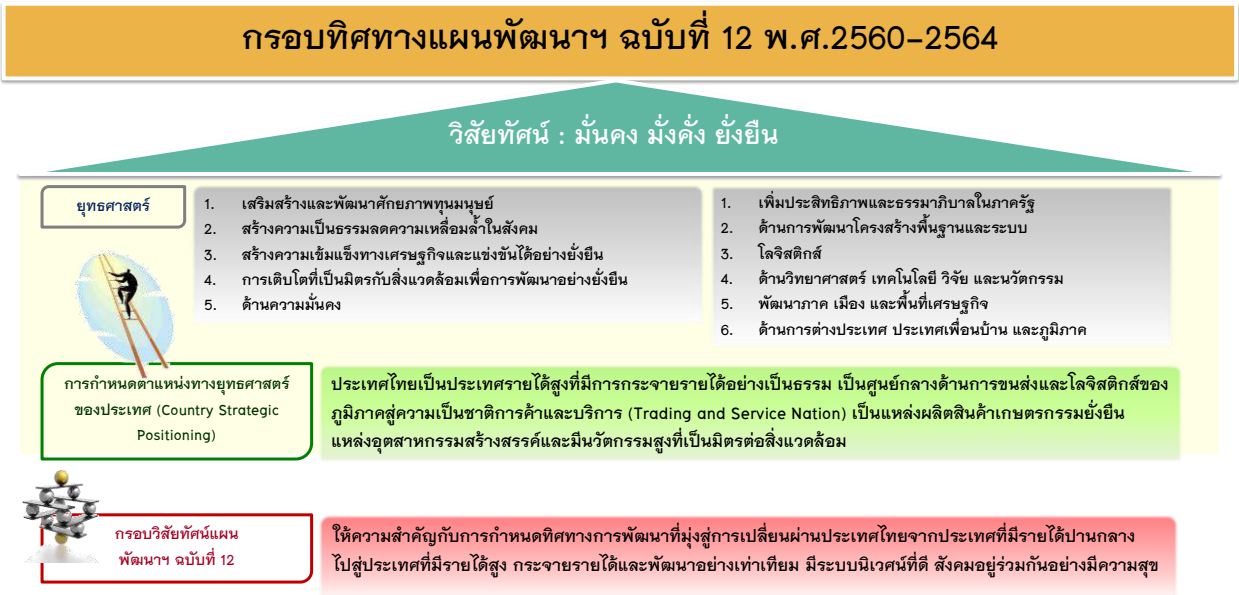 กรอบทิศทางแผนพัฒนาฯ ฉบับที่ 12 พ.ศ.2560-2564
วิสัยทัศน์ : มั่นคง มั่งคั่ง ยั่งยืน
ยุทธศาสตร์
1. เสริมสร้างและพัฒนาศักยภาพทุนมนุษย์
2. สร้างความเป็นธรรมลดความเหลื่อมล้ำในสังคม
3. สร้างความเข้มแข็งทางเศรษฐกิจและแข่งขันได้อย่างยั่งยืน
4. การเติบโตที่เป็นมิตรกับสิ่งแวดล้อมเพื่อการพัฒนาอย่างยั่งยืน
5. ด้านความมั่นคง
1. เพิ่มประสิทธิภาพและธรรมาภิบาลในภาครัฐ
2. ด้านการพัฒนาโครงสร้างพื้นฐานและระบบ
3. โลจิสติกส์
4. ด้านวิทยาศาสตร์ เทคโนโลยี วิจัย และนวัตกรรม
5. พัฒนาภาค เมือง และพื้นที่เศรษฐกิจ
6. ด้านการต่างประเทศ ประเทศเพื่อนบ้าน และภูมิภาค
การกำหนดตำแหน่งทางยุทธศาสตร์
ของประเทศ (Country Strategic
Positioning)
ประเทศไทยเป็นประเทศรายได้สูงที่มีการกระจายรายได้อย่างเป็นธรรม เป็นศูนย์กลางด้านการขนส่งและโลจิสติกส์ของ
ภูมิภาคสู่ความเป็นชาติการค้าและบริการ (Trading and Service Nation) เป็นแหล่งผลิตสินค้าเกษตรกรรมยั่งยืน
แหล่งอุตสาหกรรมสร้างสรรค์และมีนวัตกรรมสูงที่เป็นมิตรต่อสิ่งแวดล้อม
กรอบวิสัยทัศน์แผน
พัฒนาฯ ฉบับที่ 12
ให้ความสำคัญกับการกำหนดทิศทางการพัฒนาที่มุ่งสู่การเปลี่ยนผ่านประเทศไทยจากประเทศที่มีรายได้ปานกลาง
ไปสู่ประเทศที่มีรายได้สูง กระจายรายได้และพัฒนาอย่างเท่าเทียม มีระบบนิเวศน์ที่ดี สังคมอยู่ร่วมกันอย่างมีความสุข